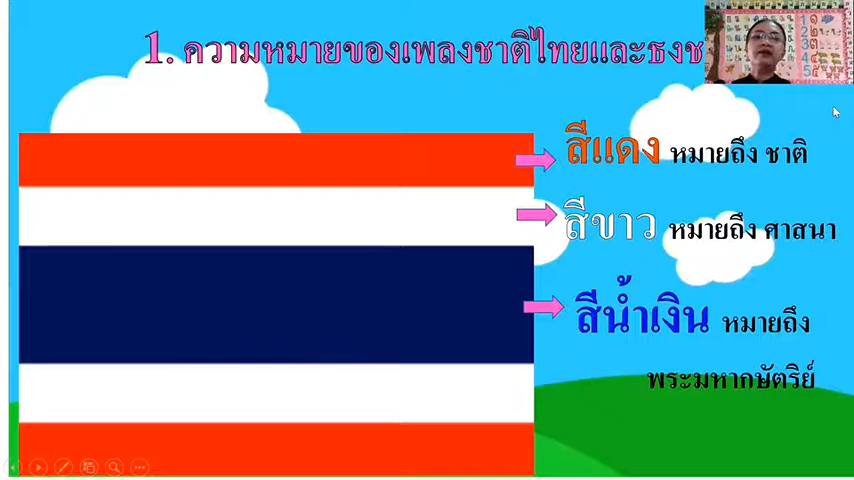 1. ความหมายของเพลงชาติไทยและธงช
สีแดง หมายถึง ชาติ
สีขาว หมายถึง ศาสนา
สีน้ำเงิน หมายถึง
พระมหากษัตริย์